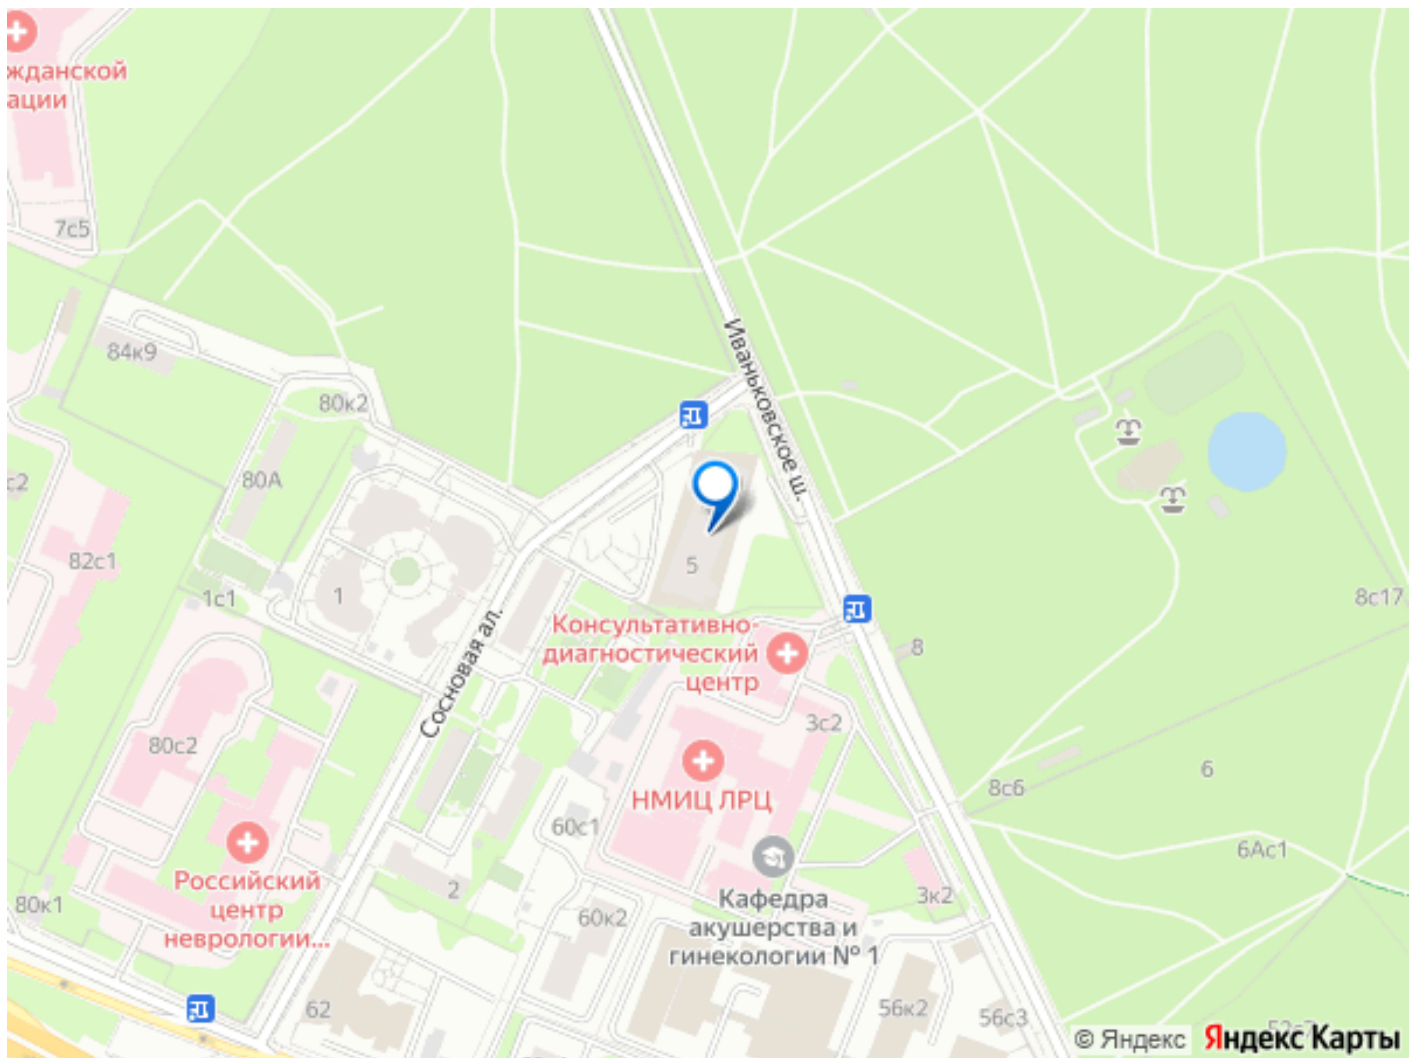 жданской
ации
7с5
Иваньковское ш.
84к9
80к2
80А
с2
82с1
5
1с1
1
8с17
Консультативно-
диагностический
центр
8
Сосновая ал.
3с2
80с2
6
8с6
НМИЦ ЛРЦ
60с1
6Ас1
Российский
центр
неврологии...
2
80к1
3к2
Кафедра
акушерства и
гинекологии № 1
60к2
62
56к2
56с3
© Яндекс
Яндекс Карты